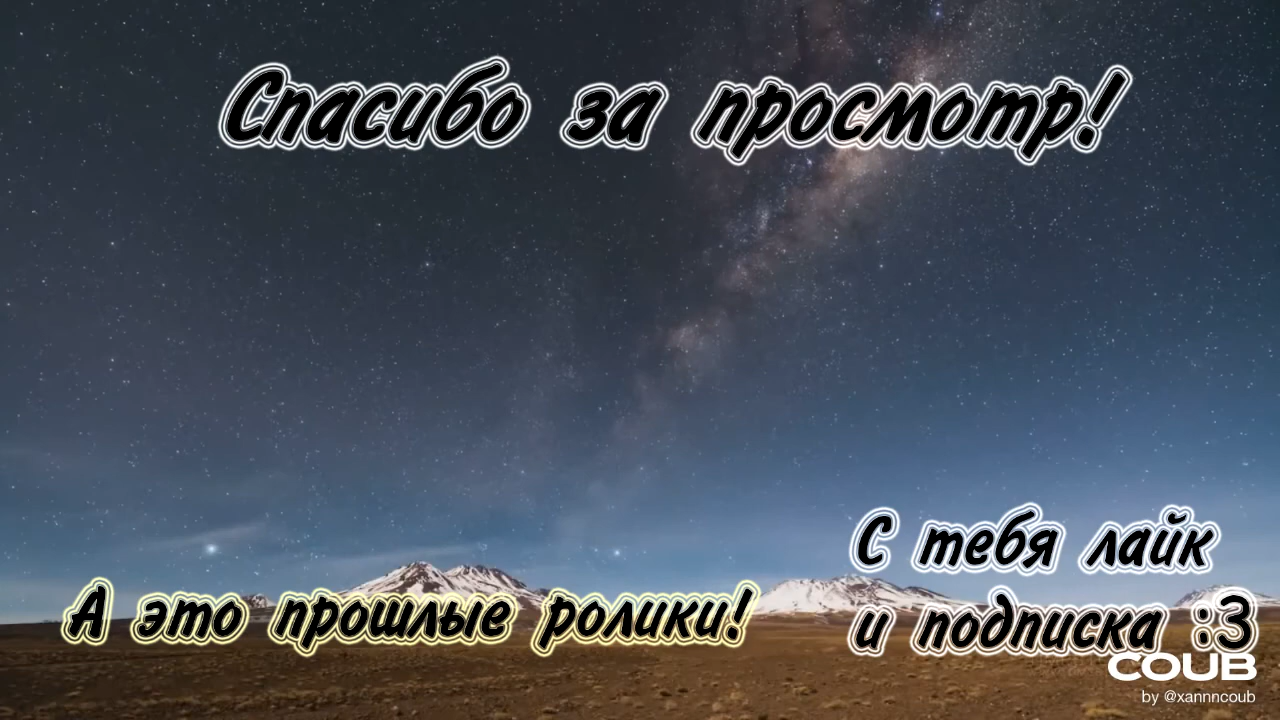 Спасибо за просмотр!
А это прошлые ролики!
С тебя лайк
и подписка :3
COUB
by @xannncoub